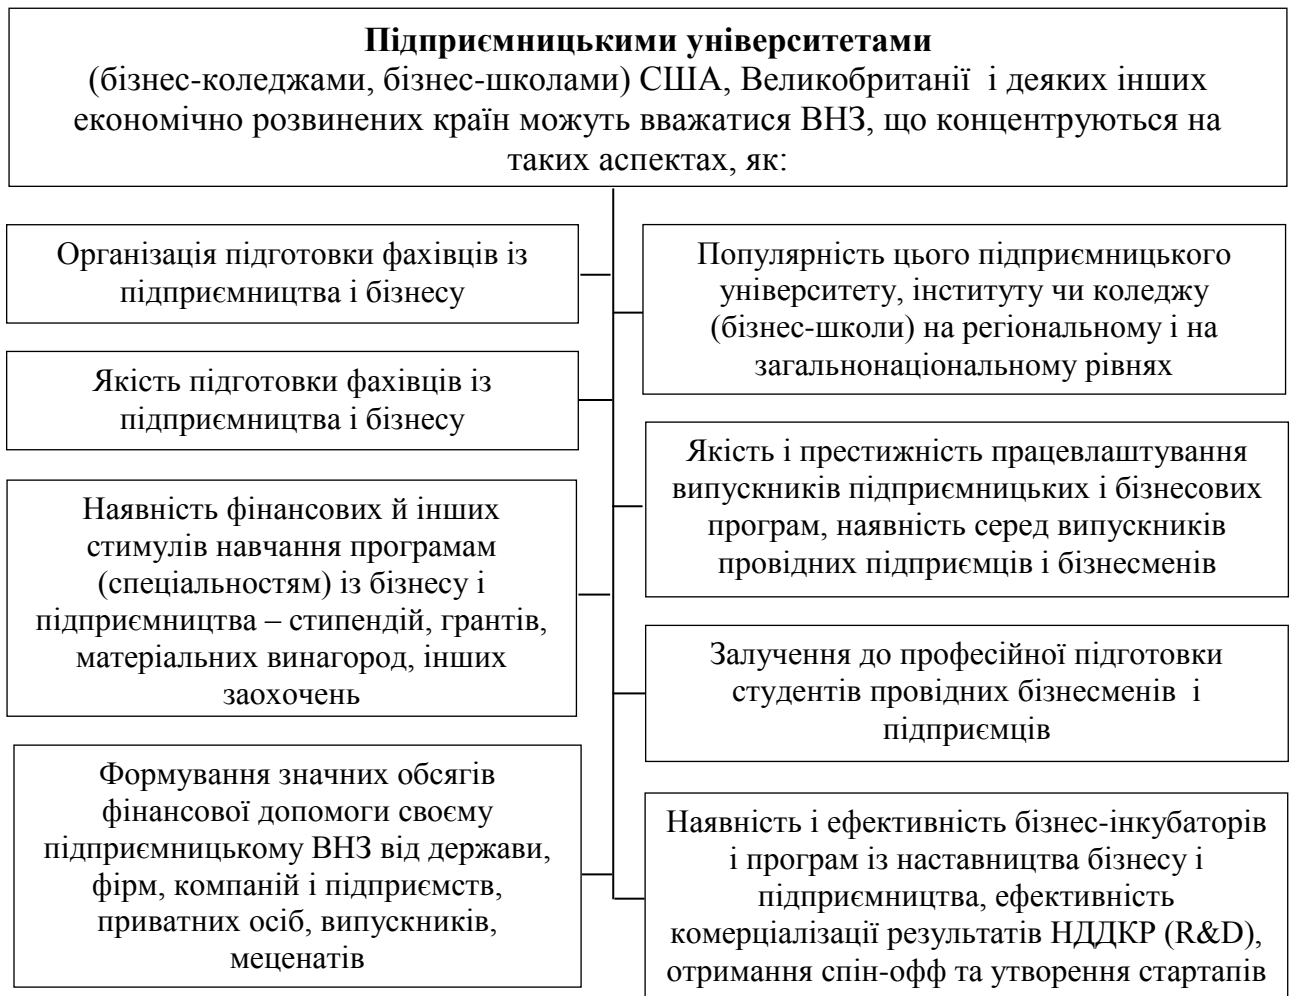 Підприємницькими університетами
(бізнес-коледжами, бізнес-школами) США, Великобританії і деяких інших
економічно розвинених країн можуть вважатися ВНЗ, що концентруються на
таких аспектах, як:
Організація підготовки фахівців із
підприємництва і бізнесу
Якість підготовки фахівців із
підприємництва і бізнесу
Наявність фінансових й інших
стимулів навчання програмам
(спеціальностям) із бізнесу і
підприємництва – стипендій, грантів,
матеріальних винагород, інших
заохочень
Формування значних обсягів
фінансової допомоги своєму
підприємницькому ВНЗ від держави,
фірм, компаній і підприємств,
приватних осіб, випускників,
меценатів
Популярність цього підприємницького
університету, інституту чи коледжу
(бізнес-школи) на регіональному і на
загальнонаціональному рівнях
Якість і престижність працевлаштування
випускників підприємницьких і бізнесових
програм, наявність серед випускників
провідних підприємців і бізнесменів
Залучення до професійної підготовки
студентів провідних бізнесменів і
підприємців
Наявність і ефективність бізнес-інкубаторів
і програм із наставництва бізнесу і
підприємництва, ефективність
комерціалізації результатів НДДКР (R&D),
отримання спін-офф та утворення стартапів